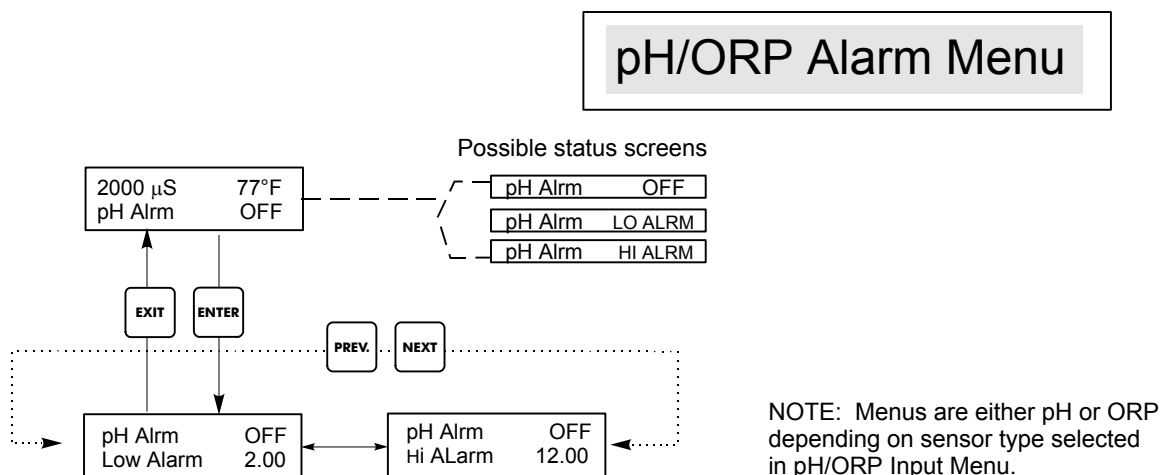 pH/ORP Alarm Menu
Possible status screens
2000 μS 77°F
pH Alrm OFF
pH Alrm OFF
pH Alrm LO ALRM
pH Alrm HI ALRM
EXIT
ENTER
PREV.
NEXT
pH Alrm OFF
Low Alarm 2.00
pH Alrm OFF
Hi ALarm 12.00
NOTE: Menus are either pH or ORP
depending on sensor type selected
in pH/ORP Input Menu.